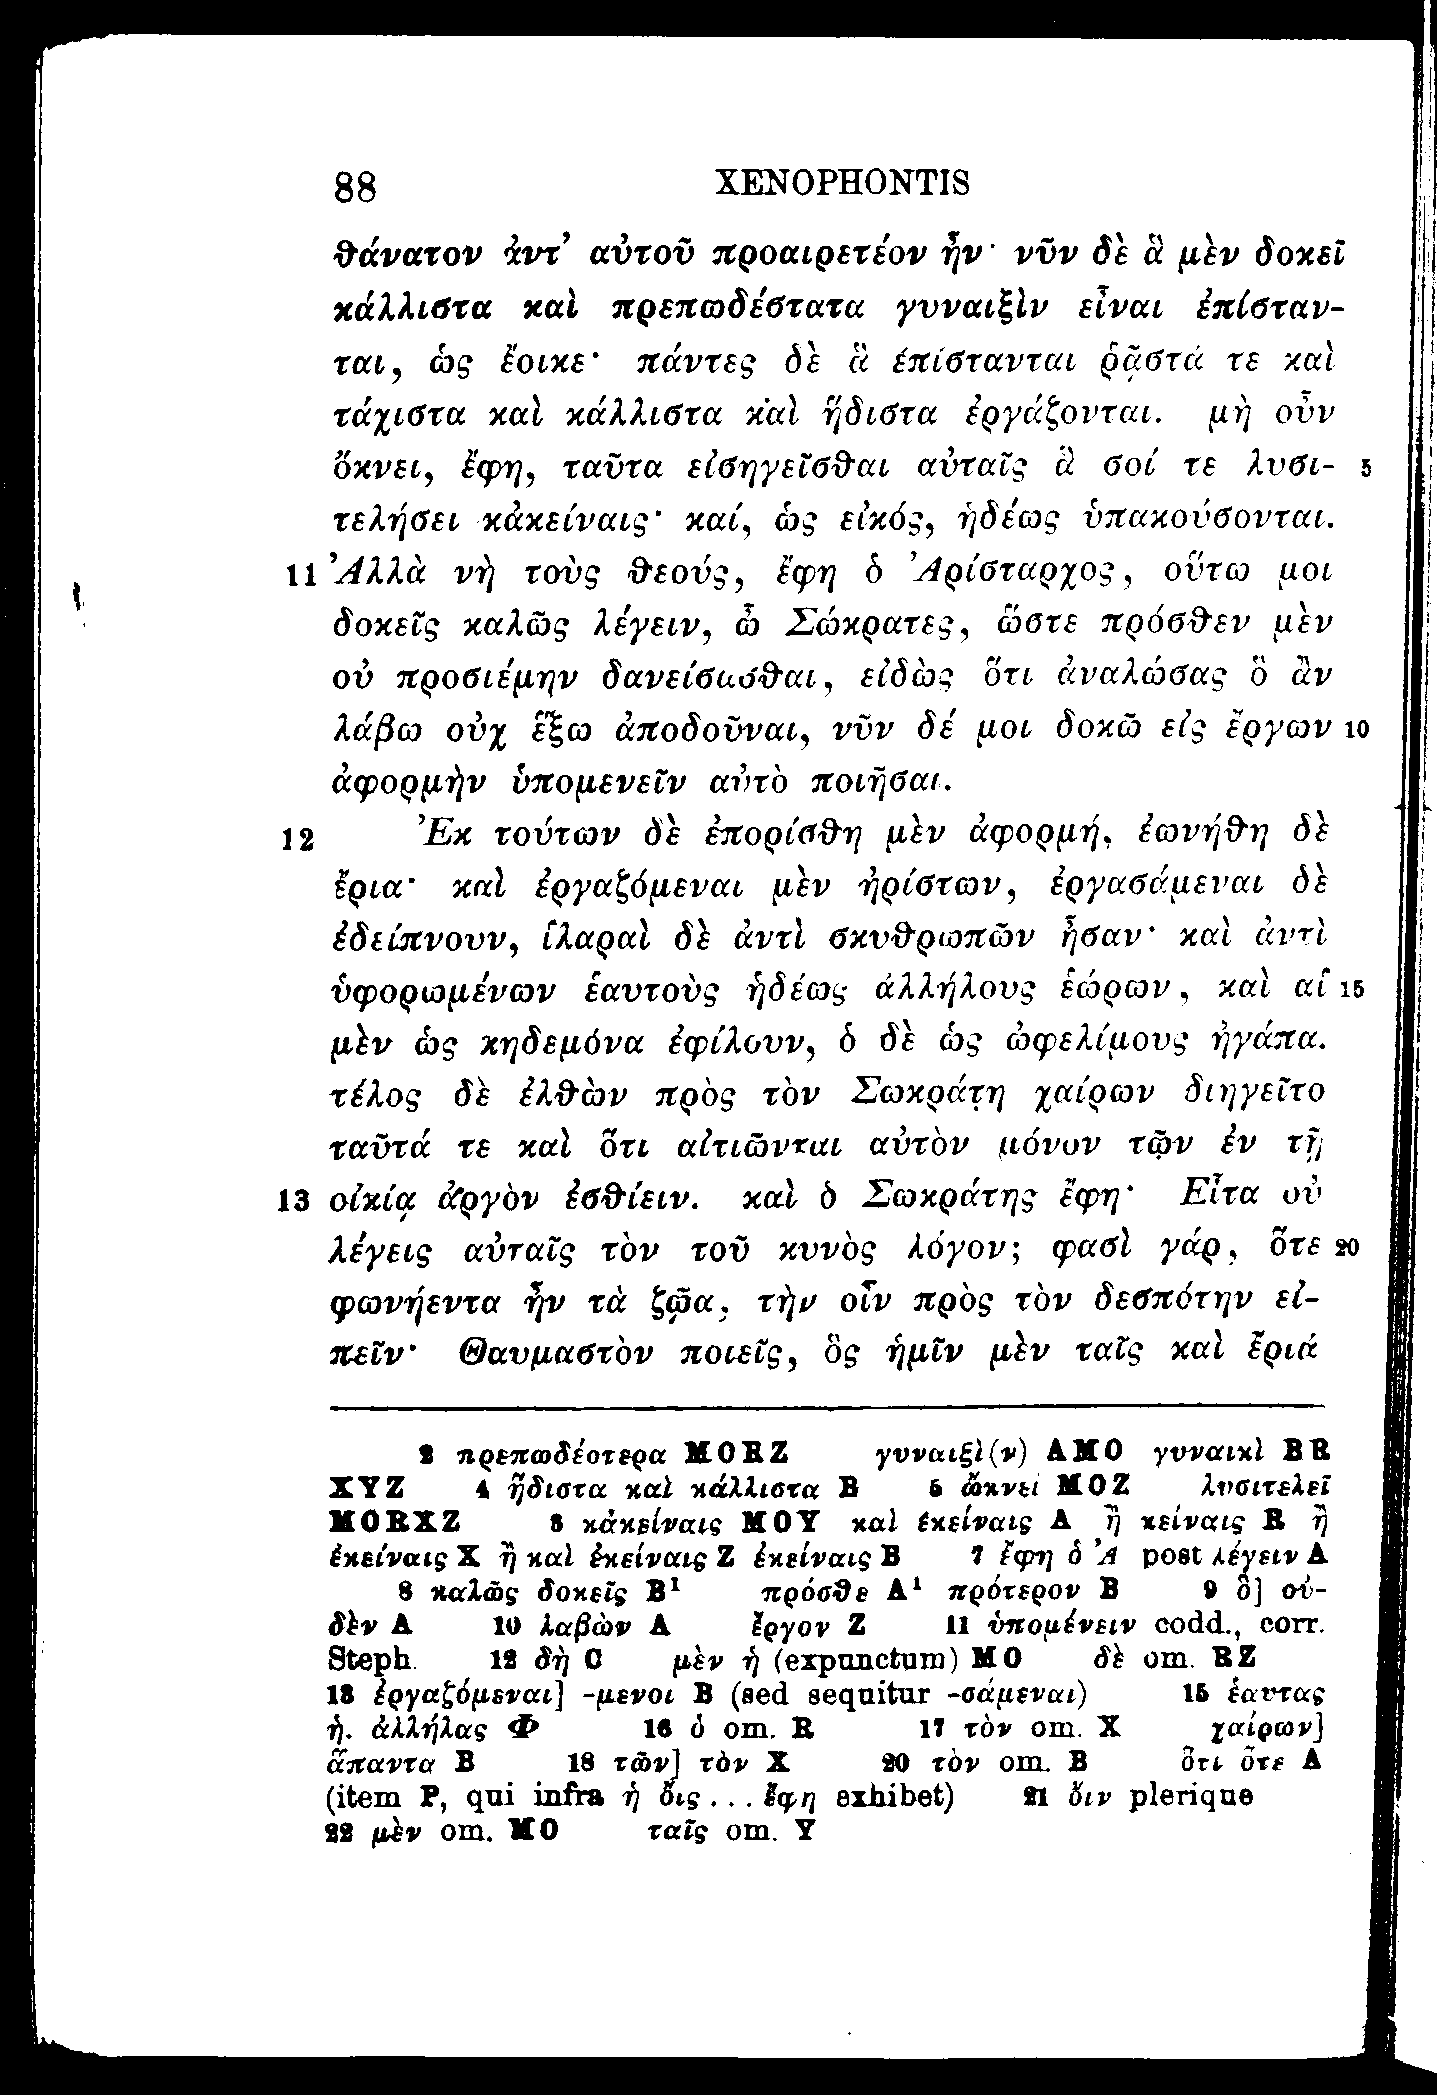 88 XENOPHONTIS
θάνατον ἀντ’ αὐτοῦ προαιρετέον ἦν· νῦν δὲ ἃ μὲν δοκεῖ
κάλλιστα καὶ πρεπωδέστατα γυναιξὶν εἶναι ἐπίσταν-
ται, ὡς ἔοικε· πάντες δὲ ἃ ἐπίστανται ῥᾷστά τε καὶ
τάχιστα καὶ κάλλιστα καὶ ἥδιστα ἐργάζονται. μὴ οὖν
ὄκνει, ἔφη, ταῦτα εἰσηγεῖσθαι αὐταῖς ἃ σοί τε λυσι- 5
τελήσει κἀκείναις· καί, ὡς εἰκός, ἡδέως ὑπακούσονται.
11 Ἀλλὰ νὴ τοὺς θεούς, ἔφη ὁ Ἀρίσταρχος, οὕτω μοι
δοκεῖς καλῶς λέγειν, ὦ Σώκρατες, ὥστε πρόσθεν μὲν
οὐ προσιέμην δανείσασθαι, εἰδὼς ὅτι ἀναλώσας ὃ ἂν
λάβω οὐχ ἕξω ἀποδοῦναι, νῦν δέ μοι δοκῶ εἰς ἔργων 10
ἀφορμὴν ὑπομενεῖν αὐτὸ ποιῆσαι.
12 Ἐκ τούτων δὲ ἐπορίσθη μὲν ἀφορμή, ἐωνήθη δὲ
ἔρια· καὶ ἐργαζόμεναι μὲν ἠρίστων, ἐργασάμεναι δὲ
ἐδείπνουν, ἱλαραὶ δὲ ἀντὶ σκυθρωπῶν ἦσαν· καὶ ἀντὶ
ὑφορωμένων ἑαυτοὺς ἡδέως ἀλλήλους ἑώρων, καὶ αἱ 15
μὲν ὡς κηδεμόνα ἐφίλουν, ὁ δὲ ὡς ὠφελίμους ἠγάπα.
τέλος δὲ ἐλθὼν πρὸς τὸν Σωκράτη χαίρων διηγεῖτο
ταῦτά τε καὶ ὅτι αἰτιῶνται αὐτὸν μόνον τῶν ἐν τῇ
13 οἰκίᾳ ἀργὸν ἐσθίειν. καὶ ὁ Σωκράτης ἔφη· Εἶτα οὐ
λέγεις αὐταῖς τὸν τοῦ κυνὸς λόγον; φασὶ γάρ, ὅτε 20
φωνήεντα ἦν τὰ ζῷα, τὴν οἶν πρὸς τὸν δεσπότην εἰ-
πεῖν· Θαυμαστὸν ποιεῖς, ὃς ἡμῖν μὲν ταῖς καὶ ἔριά
2 πρεπωδέστερα MORZ γυναιξὶ(ν) AMO γυναικὶ BR
XYZ 4 ἥδιστα καὶ κάλλιστα B 5 ὤκνει MOZ λυσιτελεῖ
MORXZ 6 κἀκείναις MOY καὶ ἐκείναις A ἢ κείναις R ἢ
ἐκείναις X ἢ καὶ ἐκείναις Z ἐκείναις B 7 ἔφη ὁ Ἀ post λέγειν A
8 καλῶς δοκεῖς B¹ πρόσθε A¹ πρότερον B 9 ὃ] οὐ-
δὲν A 10 λαβὼν A ἔργον Z 11 ὑπομένειν codd., corr.
Steph. 12 δὴ C μὲν ἡ (expunctum) MO δὲ om. RZ
13 ἐργαζόμεναι] -μενοι B (sed sequitur -σάμεναι) 15 ἑαυτας
ἡ. ἀλλήλας Φ 16 ὁ om. R 17 τὸν om. X χαίρων]
ἅπαντα B 18 τῶν] τὸν X 20 τὸν om. B ὅτι ὅτε A
(item P, qui infra ἡ ὄις ... ἔφη exhibet) 21 ὄιν plerique
22 μὲν om. MO ταῖς om. Y